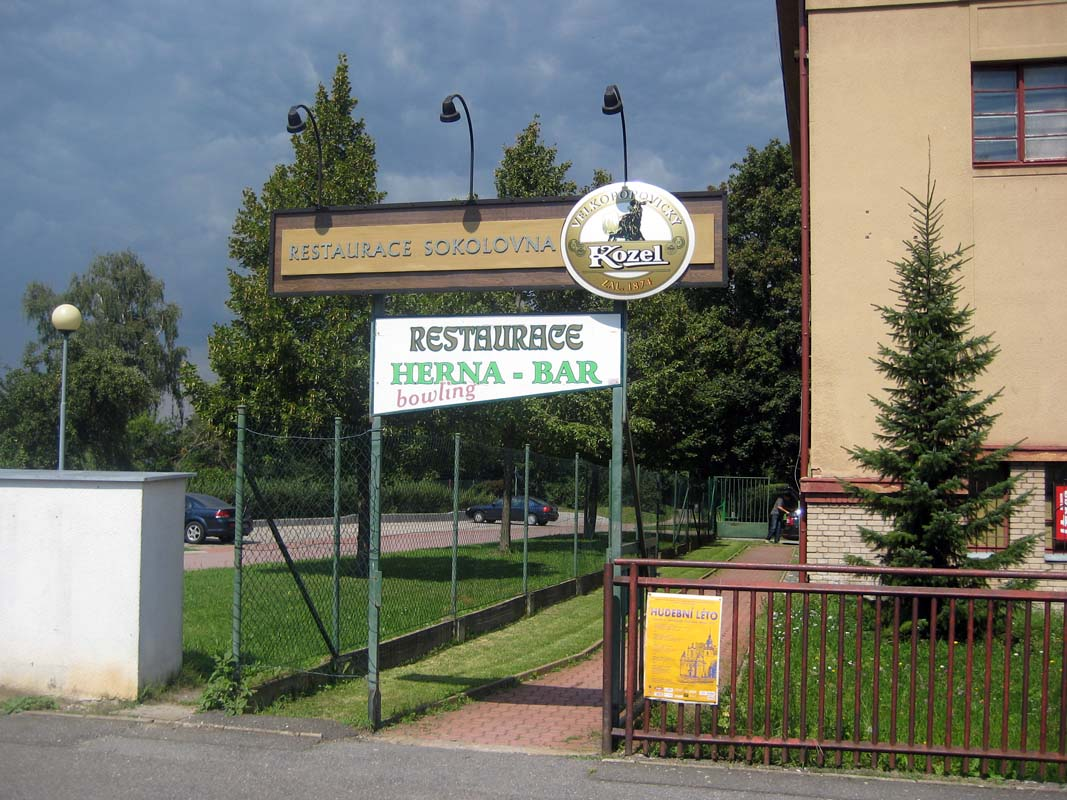 RESTAURACE SOKOLOVNA
VELKOPOPOVICKÝ
Kozel
ZAL. 1874
RESTAURACE
HERNA - BAR
bowling
HUDEBNÍ LÉTO